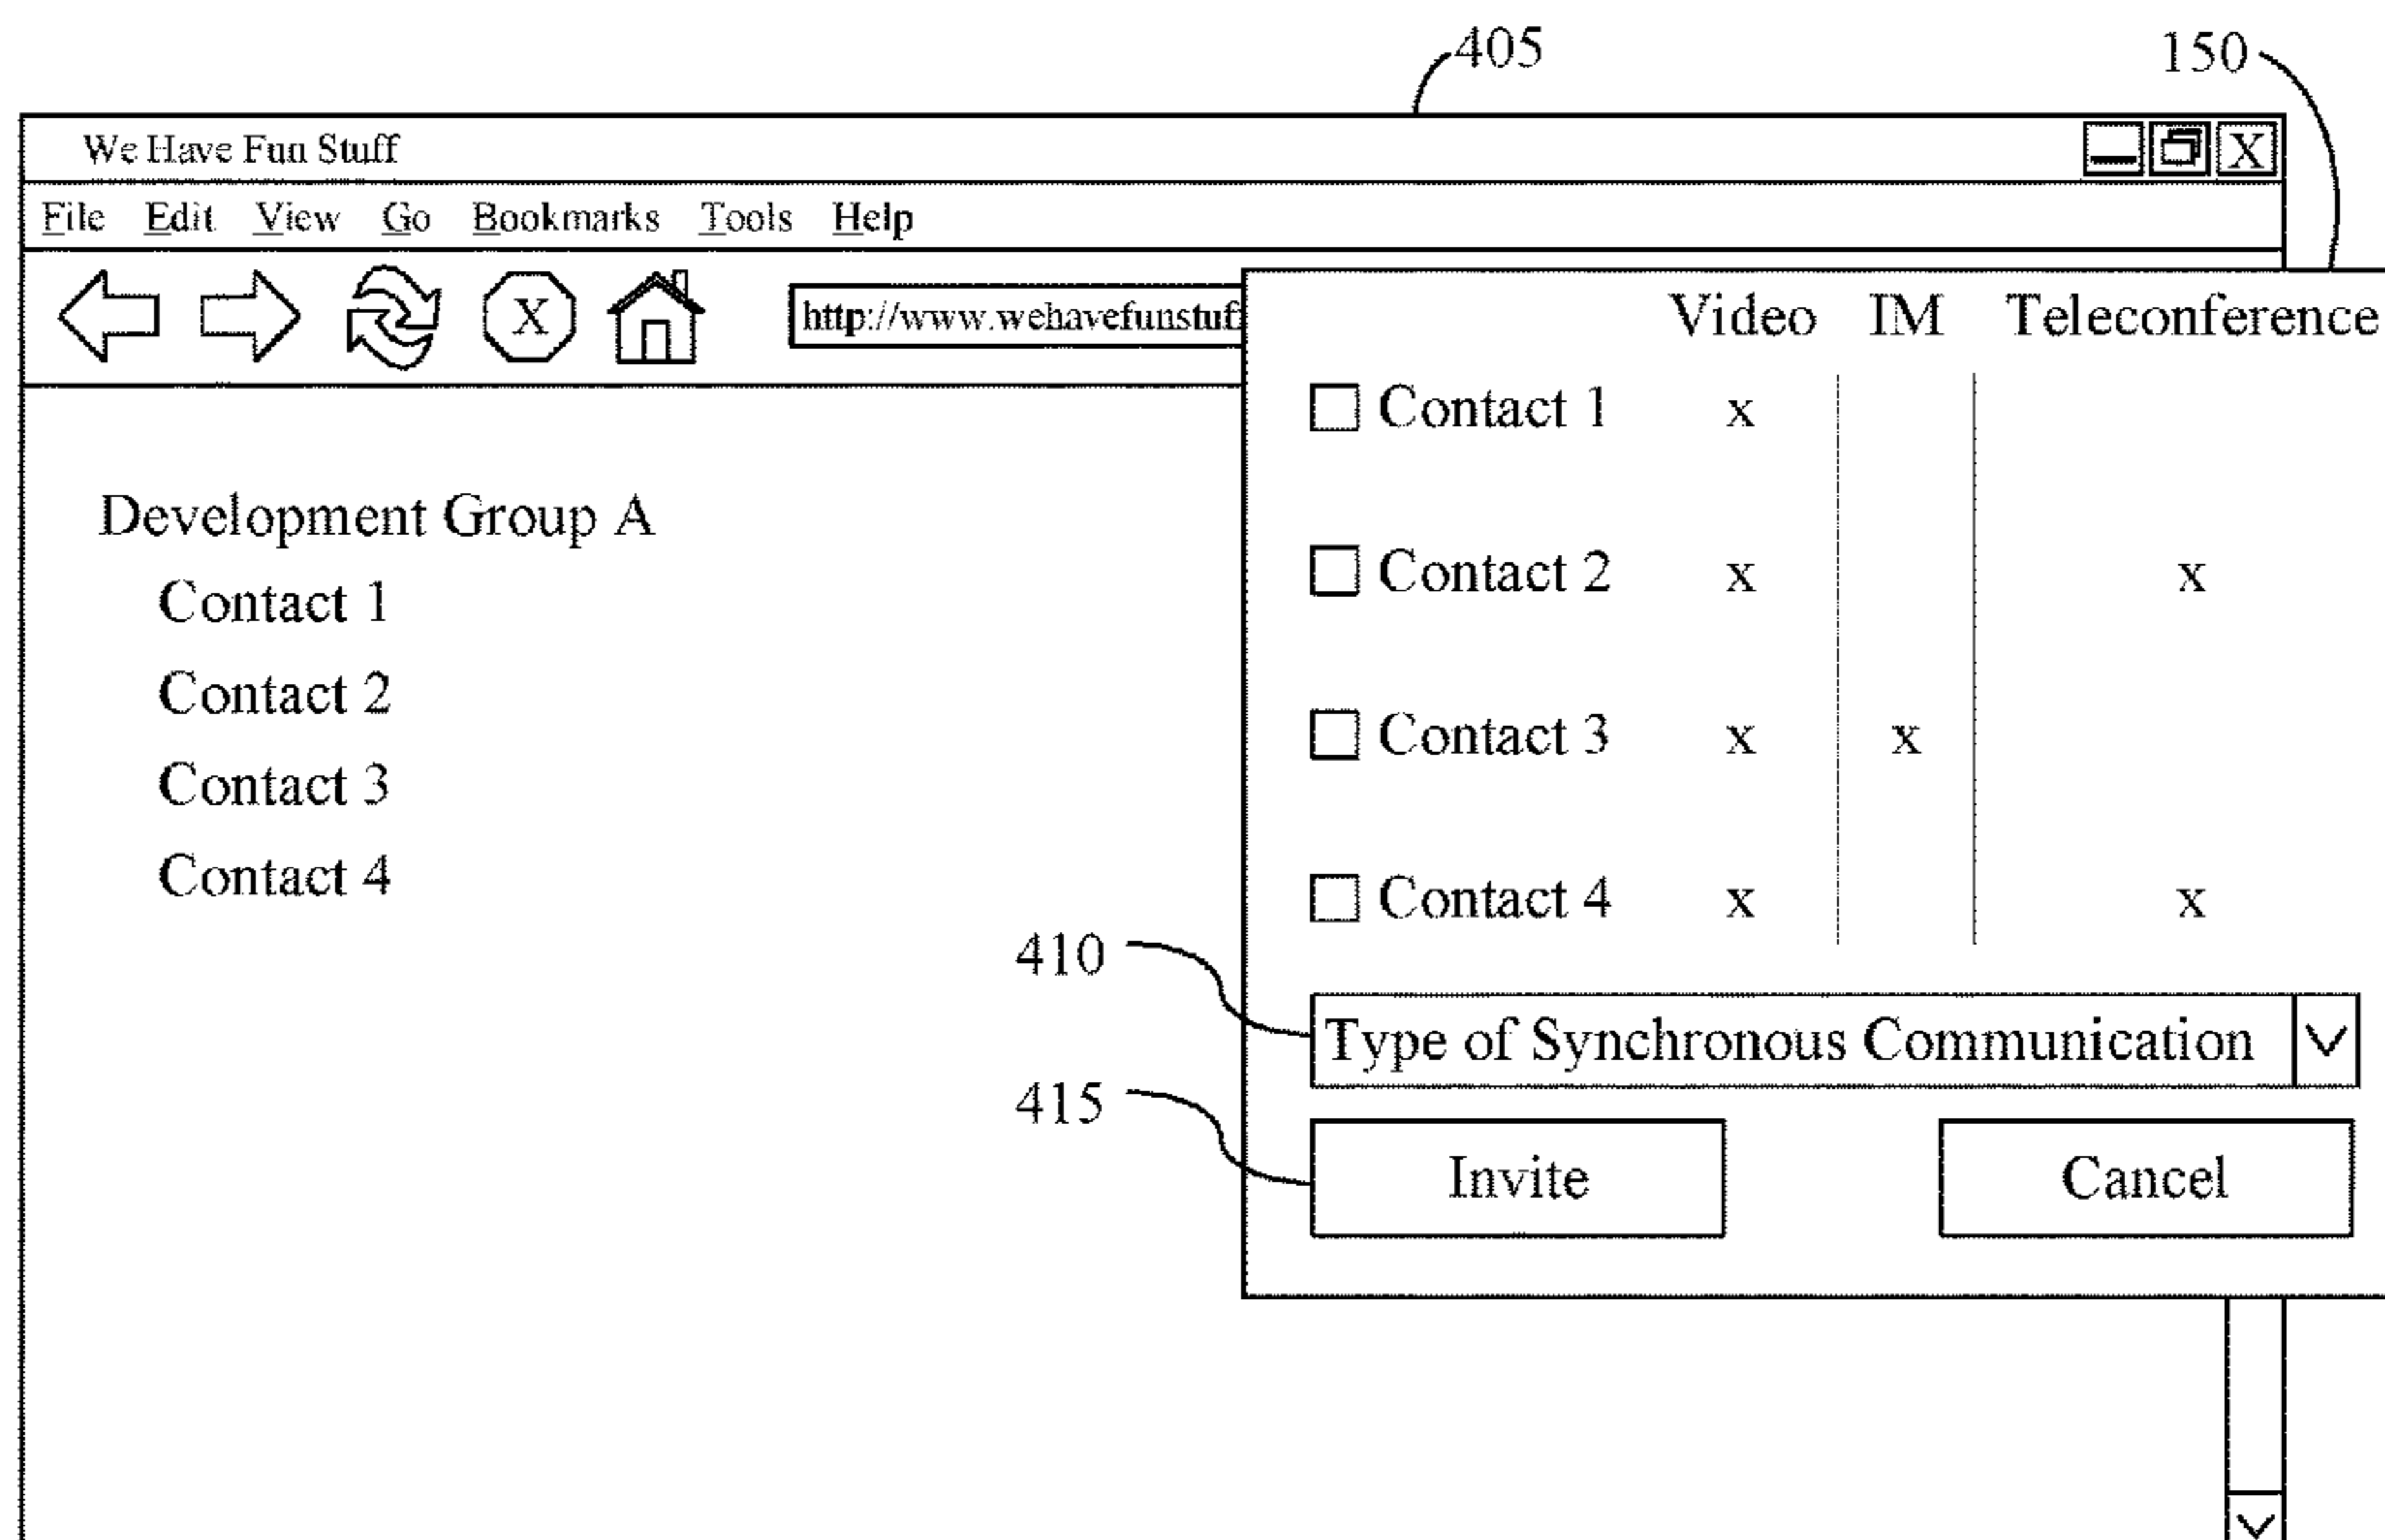 405
150
We Have Fun Stuff
X
File Edit View Go Bookmarks Tools Help
X
http://www.wehavefunstuf
Video IM Teleconference
Contact 1 x
Contact 2 x x
Contact 3 x x
Contact 4 x x
Development Group A
Contact 1
Contact 2
Contact 3
Contact 4
410
Type of Synchronous Communication
415
Invite Cancel